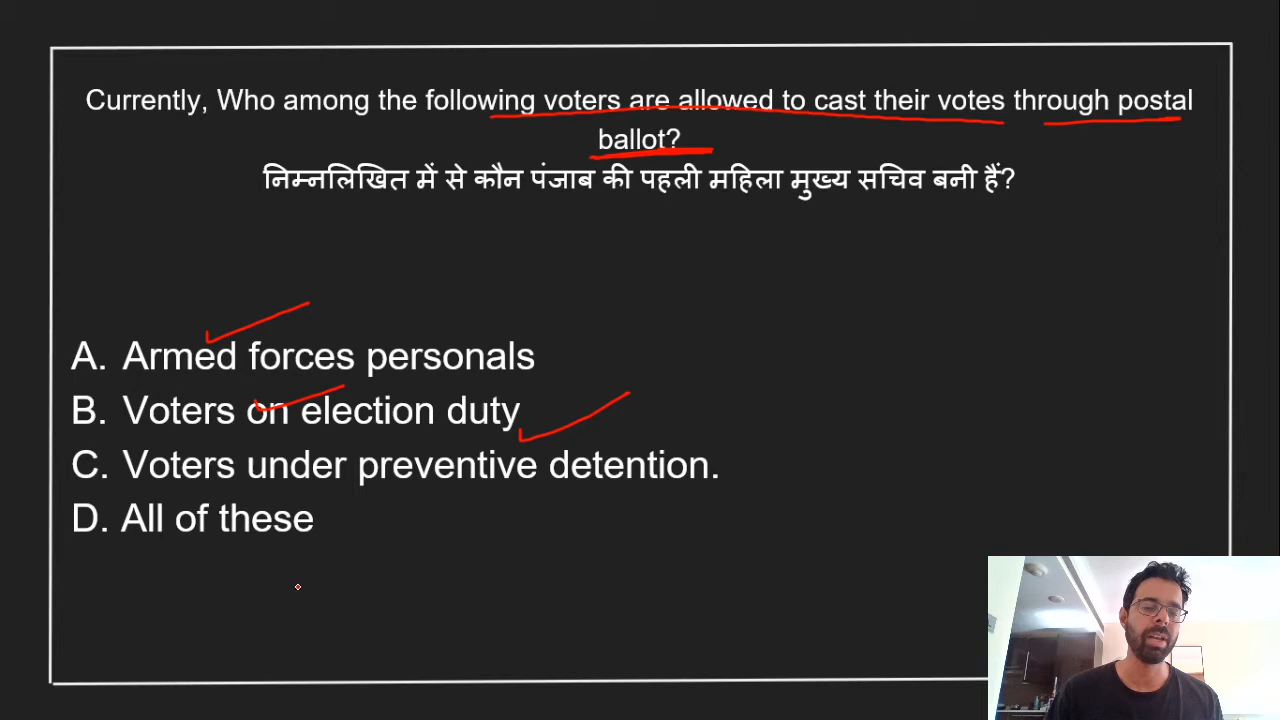 Currently, Who among the following voters are allowed to cast their votes through postal
ballot?
निम्नलिखित में से कौन पंजाब की पहली महिला मुख्य सचिव बनी हैं?
A. Armed forces personals
B. Voters on election duty
C. Voters under preventive detention.
D. All of these